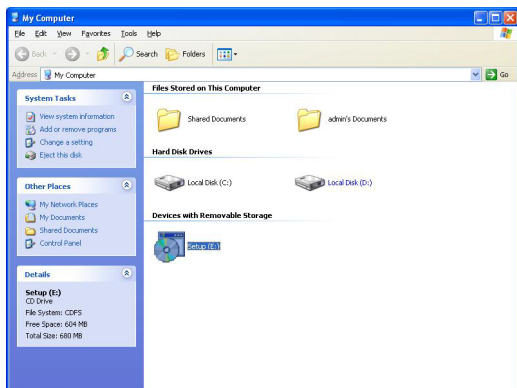 My Computer
File Edit View Favorites Tools Help
Back Search Folders
Address My Computer Go
System Tasks
View system information
Add or remove programs
Change a setting
Eject this disk
Other Places
My Network Places
My Documents
Shared Documents
Control Panel
Details
Setup (E:)
CD Drive
File System: CDFS
Free Space: 604 MB
Total Size: 680 MB
Files Stored on This Computer
Shared Documents admin's Documents
Hard Disk Drives
Local Disk (C:) Local Disk (D:)
Devices with Removable Storage
Setup (E:)